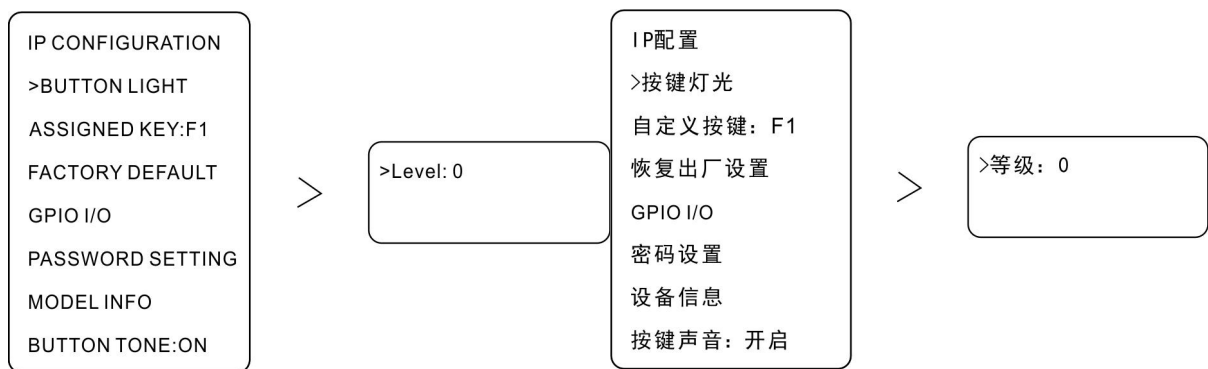 IP CONFIGURATION
>BUTTON LIGHT
ASSIGNED KEY:F1
FACTORY DEFAULT
GPIO I/O
PASSWORD SETTING
MODEL INFO
BUTTON TONE:ON
>
>Level: 0
IP配置
>按键灯光
自定义按键：F1
恢复出厂设置
GPIO I/O
密码设置
设备信息
按键声音：开启
>
>等级：0